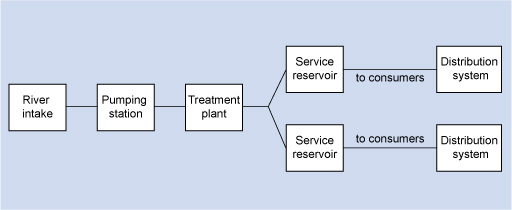 River
intake
Pumping
station
Treatment
plant
Service
reservoir
to consumers
Distribution
system
Service
reservoir
to consumers
Distribution
system